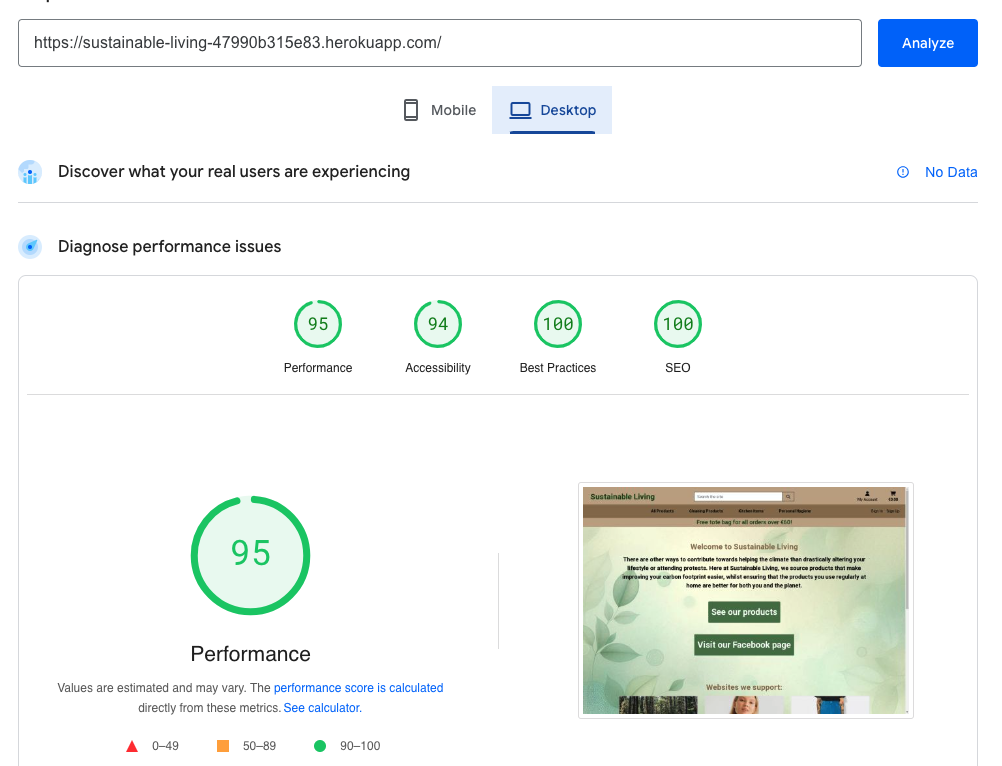 https://sustainable-living-47990b315e83.herokuapp.com/
Analyze
Mobile
Desktop
Discover what your real users are experiencing
No Data
Diagnose performance issues
95
94
100
100
Performance
Accessibility
Best Practices
SEO
95
Performance
Values are estimated and may vary. The performance score is calculated
directly from these metrics. See calculator.
0–49
50–89
90–100
Sustainable Living
Search the site
My Account
€0.00
All Products
Cleaning Products
Kitchen Items
Personal Hygiene
Sign In
Sign Up
Free tote bag for all orders over €50!
Welcome to Sustainable Living
There are other ways to contribute towards helping the climate than drastically altering your
lifestyle or attending protests. Here at Sustainable Living, we source products that make
improving your carbon footprint easier, whilst ensuring that the products you use regularly at
home are better for both you and the planet.
See our products
Visit our Facebook page
Websites we support: